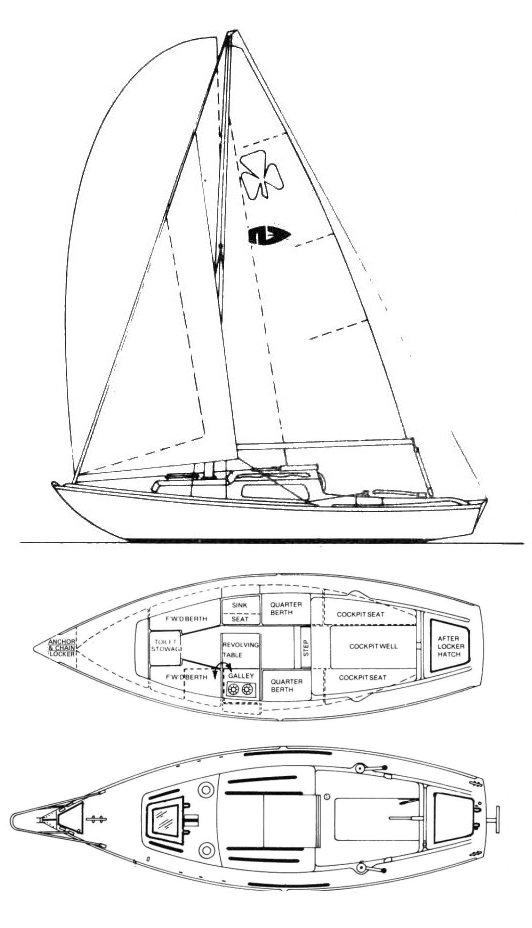 SINK
SEAT
QUARTER
BERTH
F'W'D BERTH
COCKPIT SEAT
ANCHOR
& CHAIN
LOCKER
TOILET
STOWAGE
REVOLVING
TABLE
STEP
COCKPIT WELL
AFTER
LOCKER
HATCH
F'W'D BERTH
GALLEY
QUARTER
BERTH
COCKPIT SEAT